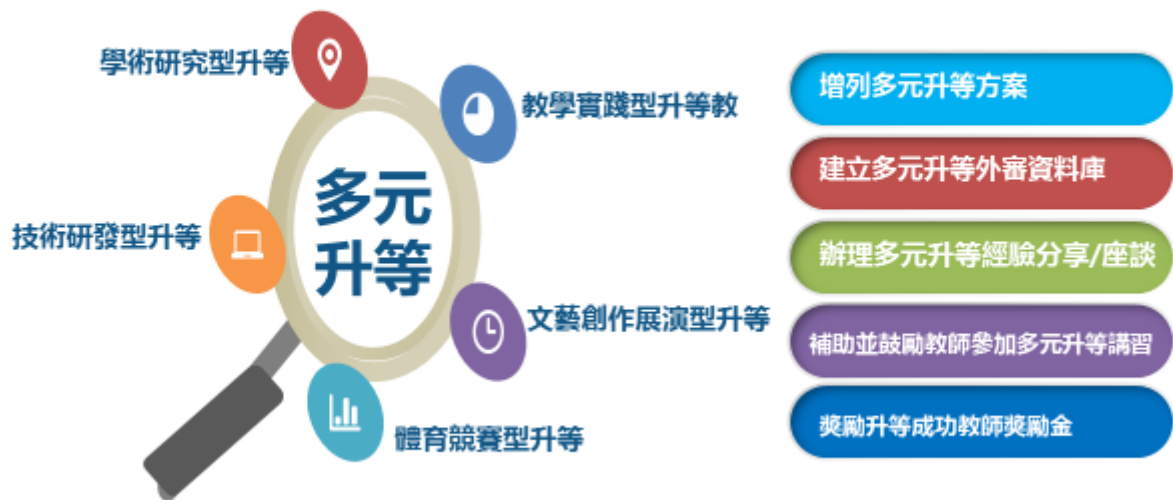 學術研究型升等
教學實踐型升等教
多元
升等
技術研發型升等
文藝創作展演型升等
體育競賽型升等
增列多元升等方案
建立多元升等外審資料庫
辦理多元升等經驗分享/座談
補助並鼓勵教師參加多元升等講習
獎勵升等成功教師獎勵金